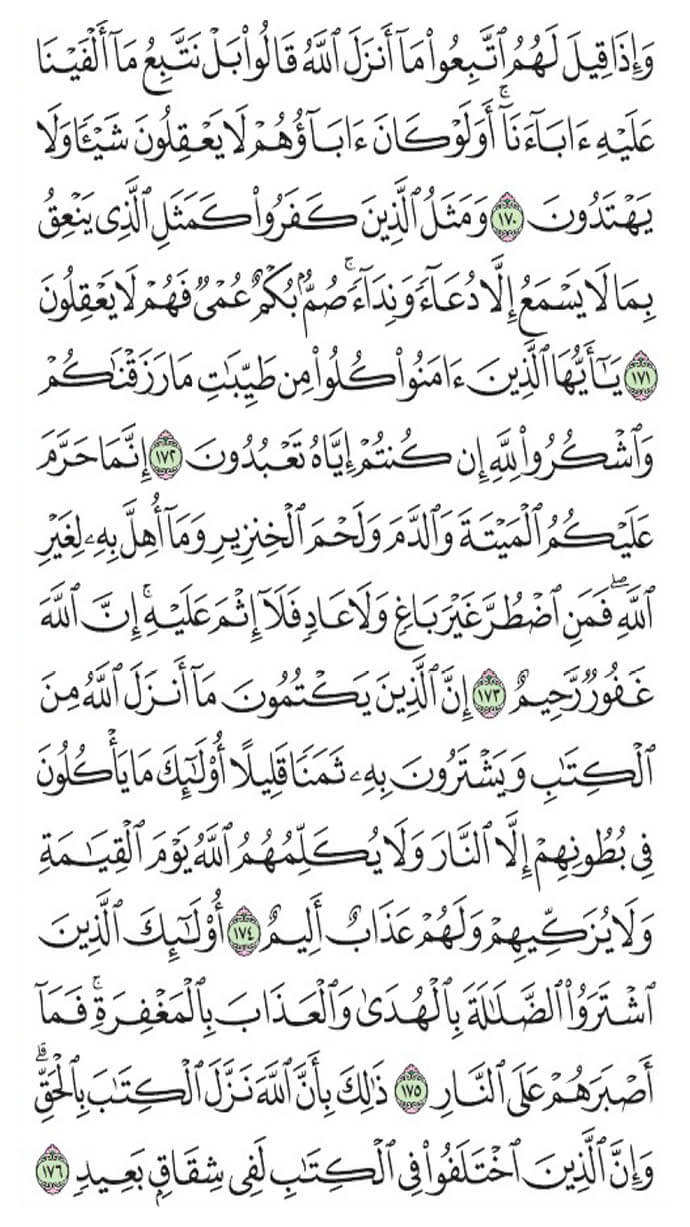 وَإِذَا قِيلَ لَهُمُ ٱتَّبِعُوا۟ مَآ أَنزَلَ ٱللَّهُ قَالُوا۟ بَلْ نَتَّبِعُ مَآ أَلْفَيْنَا
عَلَيْهِ ءَابَآءَنَآ ۚ أَوَلَوْ كَانَ ءَابَآؤُهُمْ لَا يَعْقِلُونَ شَيْـًٔا وَلَا
يَهْتَدُونَ ١٧٠ وَمَثَلُ ٱلَّذِينَ كَفَرُوا۟ كَمَثَلِ ٱلَّذِى يَنْعِقُ
بِمَا لَا يَسْمَعُ إِلَّا دُعَآءً وَنِدَآءً ۚ صُمٌّۢ بُكْمٌ عُمْىٌ فَهُمْ لَا يَعْقِلُونَ
١٧١ يَـٰٓأَيُّهَا ٱلَّذِينَ ءَامَنُوا۟ كُلُوا۟ مِن طَيِّبَـٰتِ مَا رَزَقْنَـٰكُمْ
وَٱشْكُرُوا۟ لِلَّهِ إِن كُنتُمْ إِيَّاهُ تَعْبُدُونَ ١٧٢ إِنَّمَا حَرَّمَ
عَلَيْكُمُ ٱلْمَيْتَةَ وَٱلدَّمَ وَلَحْمَ ٱلْخِنزِيرِ وَمَآ أُهِلَّ بِهِۦ لِغَيْرِ
ٱللَّهِ ۖ فَمَنِ ٱضْطُرَّ غَيْرَ بَاغٍ وَلَا عَادٍ فَلَآ إِثْمَ عَلَيْهِ ۚ إِنَّ ٱللَّهَ
غَفُورٌ رَّحِيمٌ ١٧٣ إِنَّ ٱلَّذِينَ يَكْتُمُونَ مَآ أَنزَلَ ٱللَّهُ مِنَ
ٱلْكِتَـٰبِ وَيَشْتَرُونَ بِهِۦ ثَمَنًا قَلِيلًا أُو۟لَـٰٓئِكَ مَا يَأْكُلُونَ
فِى بُطُونِهِمْ إِلَّا ٱلنَّارَ وَلَا يُكَلِّمُهُمُ ٱللَّهُ يَوْمَ ٱلْقِيَـٰمَةِ
وَلَا يُزَكِّيهِمْ وَلَهُمْ عَذَابٌ أَلِيمٌ ١٧٤ أُو۟لَـٰٓئِكَ ٱلَّذِينَ
ٱشْتَرَوُا۟ ٱلضَّلَـٰلَةَ بِٱلْهُدَىٰ وَٱلْعَذَابَ بِٱلْمَغْفِرَةِ ۚ فَمَآ
أَصْبَرَهُمْ عَلَى ٱلنَّارِ ١٧٥ ذَٰلِكَ بِأَنَّ ٱللَّهَ نَزَّلَ ٱلْكِتَـٰبَ بِٱلْحَقِّ ۗ
وَإِنَّ ٱلَّذِينَ ٱخْتَلَفُوا۟ فِى ٱلْكِتَـٰبِ لَفِى شِقَاقٍۭ بَعِيدٍ ١٧٦